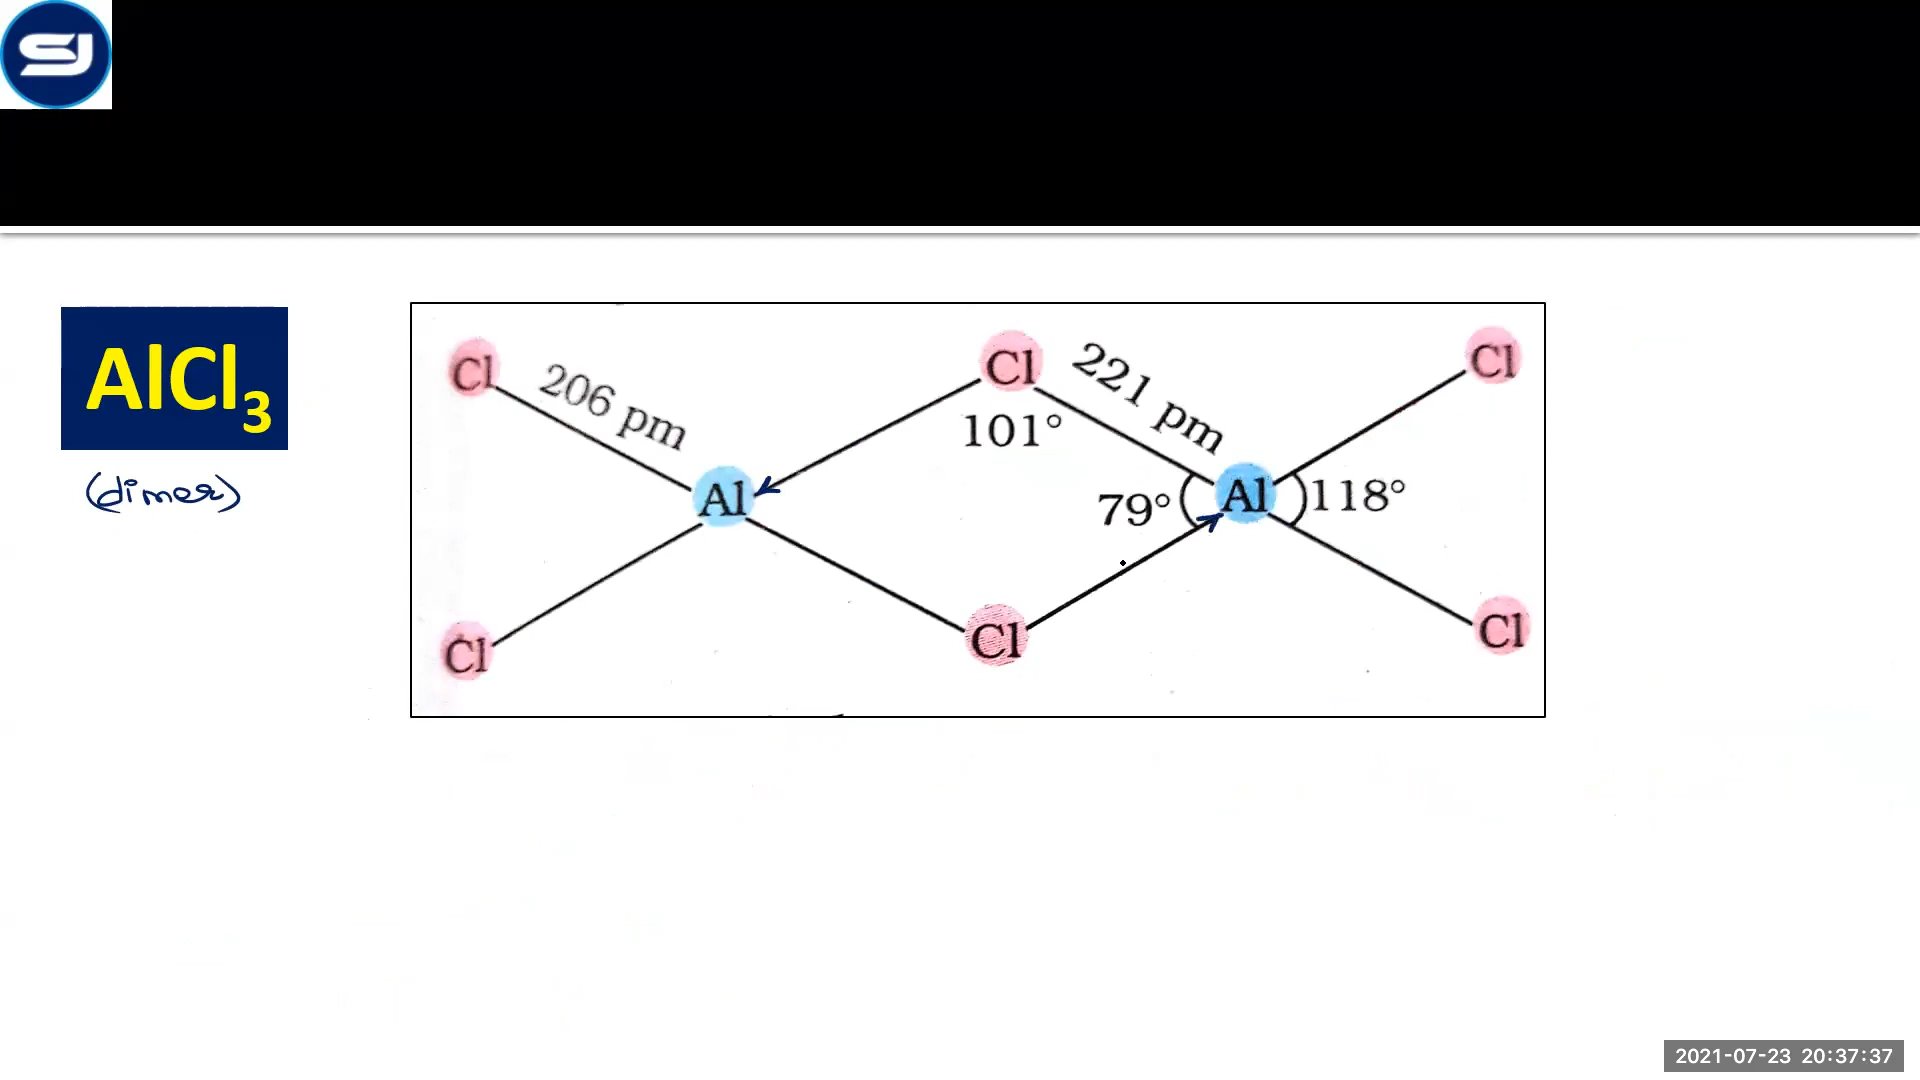 SJ
AlCl₃
(dimer)
Cl
206 pm
Cl
221 pm
Cl
101°
Al
79°
Al
118°
Cl
Cl
Cl
2021-07-23 20:37:37